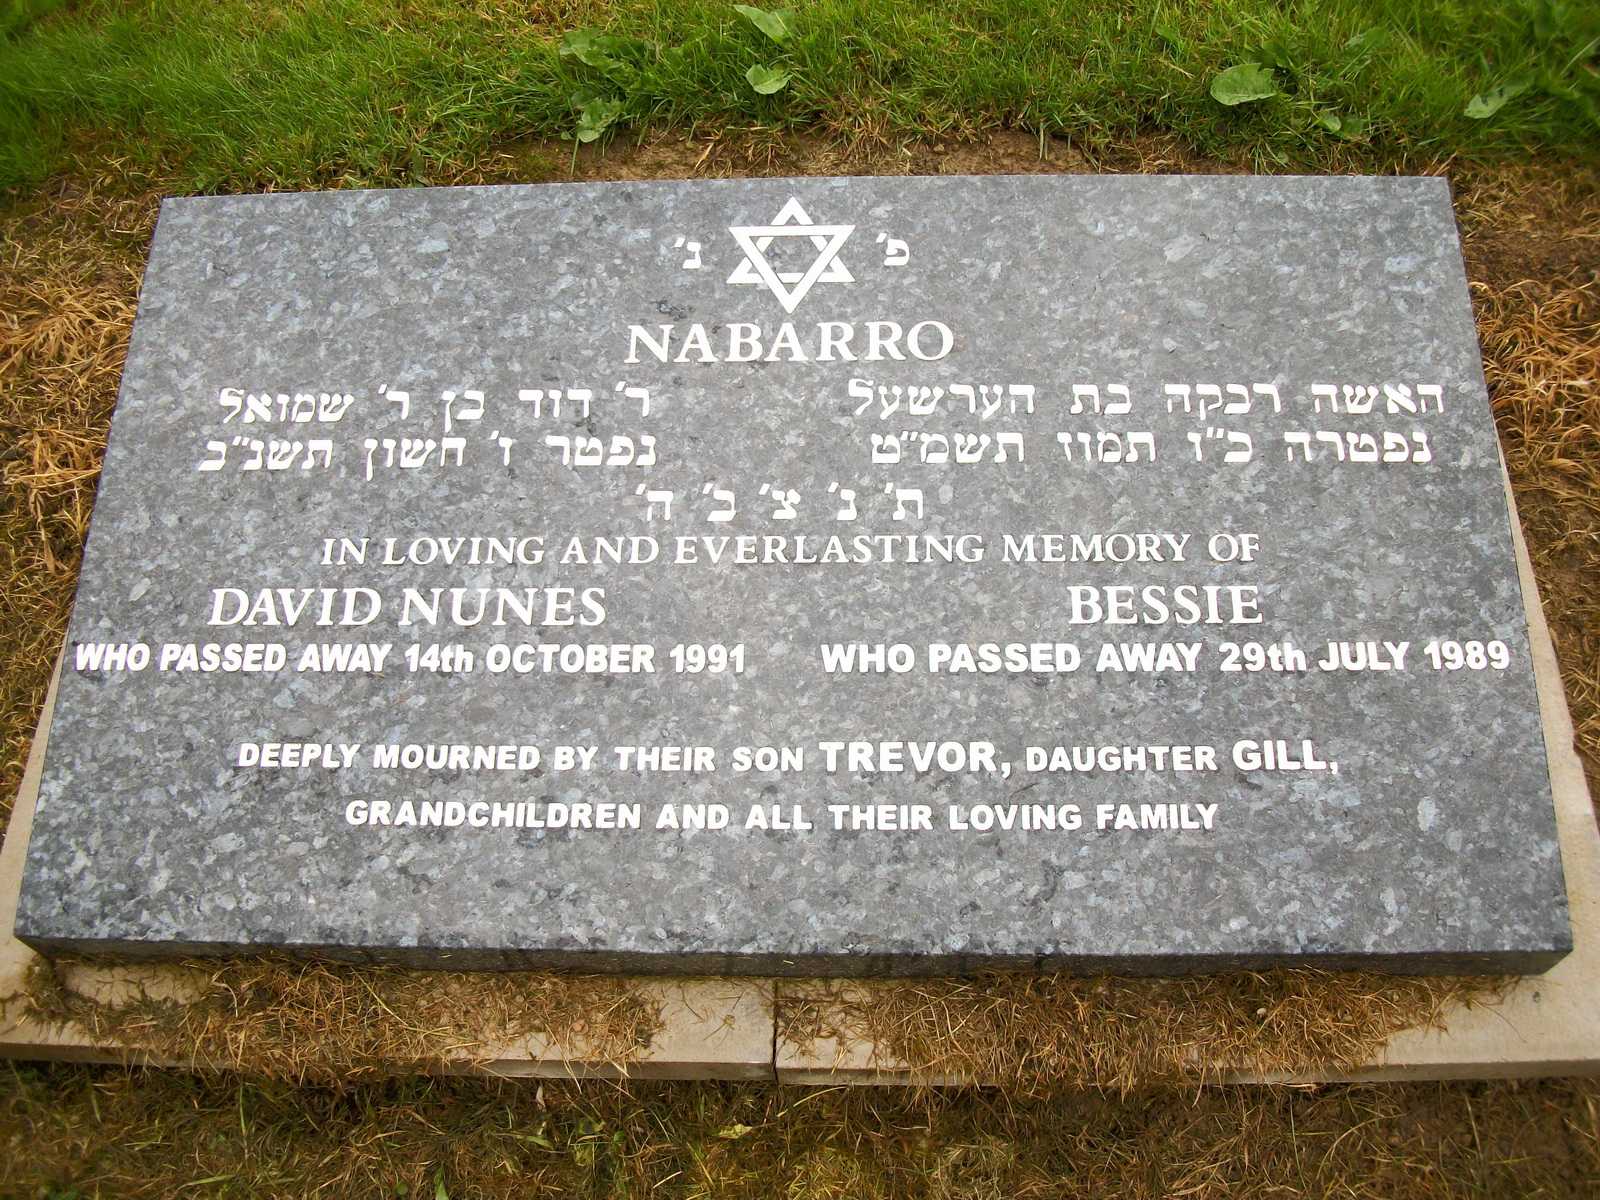 פ׳ נ׳
NABARRO
האשה רבקה בת הערשעל
נפטרה כ״ז תמוז תשמ״ט
ר׳ דוד בן ר׳ שמואל
נפטר ז׳ חשון תשנ״ב
ת׳ נ׳ צ׳ ב׳ ה׳
IN LOVING AND EVERLASTING MEMORY OF
DAVID NUNES
WHO PASSED AWAY 14th OCTOBER 1991
BESSIE
WHO PASSED AWAY 29th JULY 1989
DEEPLY MOURNED BY THEIR SON TREVOR, DAUGHTER GILL,
GRANDCHILDREN AND ALL THEIR LOVING FAMILY